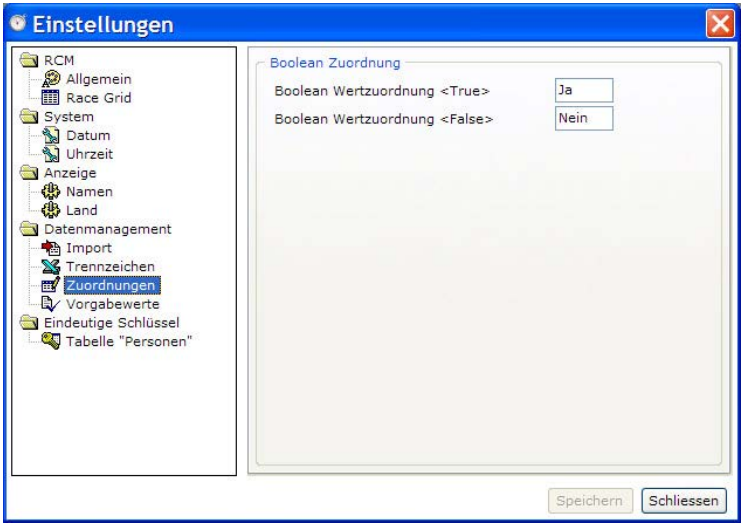 Einstellungen
RCM
Allgemein
Race Grid
System
Datum
Uhrzeit
Anzeige
Namen
Land
Datenmanagement
Import
Trennzeichen
Zuordnungen
Vorgabewerte
Eindeutige Schlüssel
Tabelle "Personen"
Boolean Zuordnung
Boolean Wertzuordnung <True> Ja
Boolean Wertzuordnung <False> Nein
Speichern Schliessen